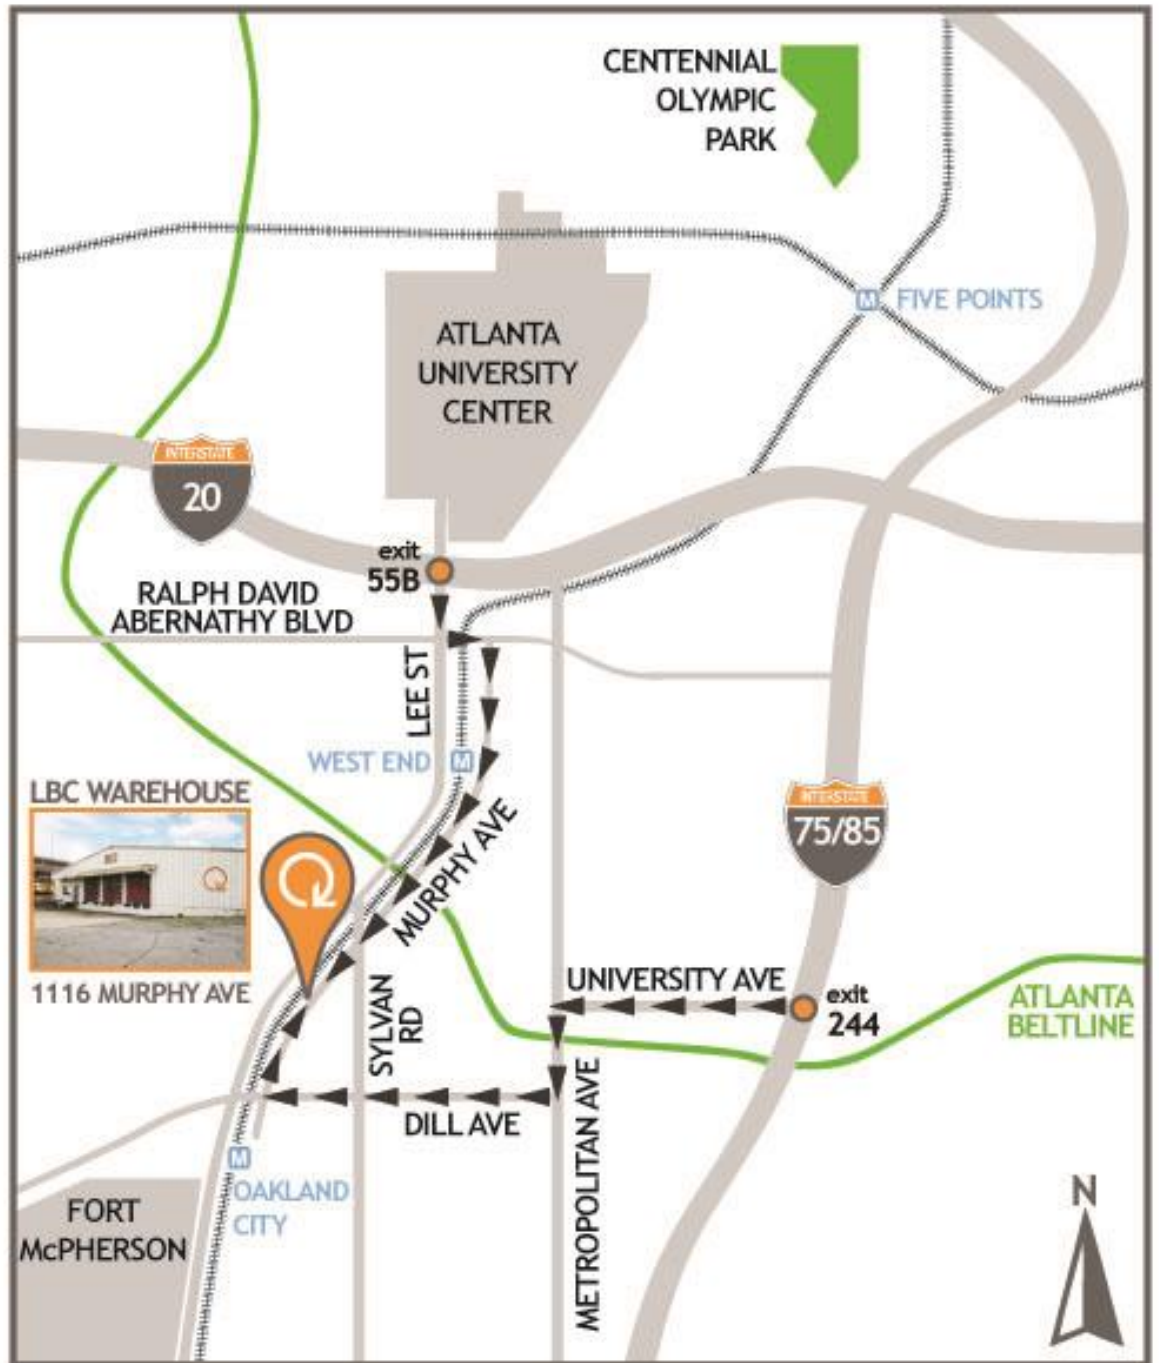 CENTENNIAL
OLYMPIC
PARK
M FIVE POINTS
ATLANTA
UNIVERSITY
CENTER
INTERSTATE
20
exit
55B
RALPH DAVID
ABERNATHY BLVD
LEE ST
WEST END M
LBC WAREHOUSE
INTERSTATE
75/85
MURPHY AVE
1116 MURPHY AVE
SYLVAN
RD
UNIVERSITY AVE
exit
244
ATLANTA
BELTLINE
DILL AVE
METROPOLITAN AVE
M
OAKLAND
CITY
FORT
McPHERSON
N